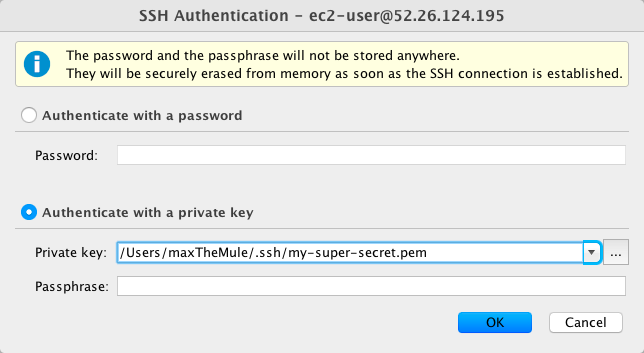 SSH Authentication - ec2-user@52.26.124.195
The password and the passphrase will not be stored anywhere.
They will be securely erased from memory as soon as the SSH connection is established.
Authenticate with a password
Password:
Authenticate with a private key
Private key: /Users/maxTheMule/.ssh/my-super-secret.pem ...
Passphrase:
OK Cancel